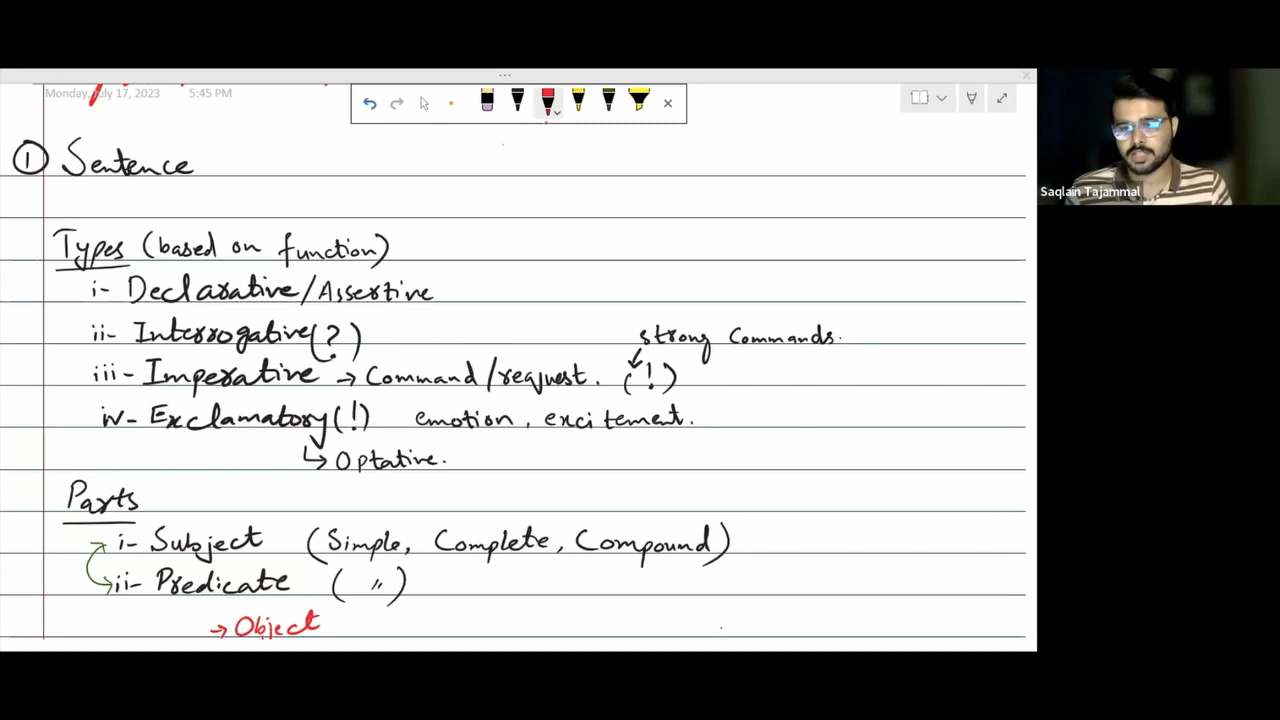 Monday, July 17, 2023 5:45 PM
Saqlain Tajammal
① Sentence
Types (based on function)
i- Declarative/Assertive
ii- Interrogative(?)
strong Commands.
iii- Imperative → Command/request. (!)
iv- Exclamatory(!) emotion, excitement.
↳ Optative.
Parts
i- Subject (Simple, Complete, Compound)
ii- Predicate ( 〃 )
→ Object